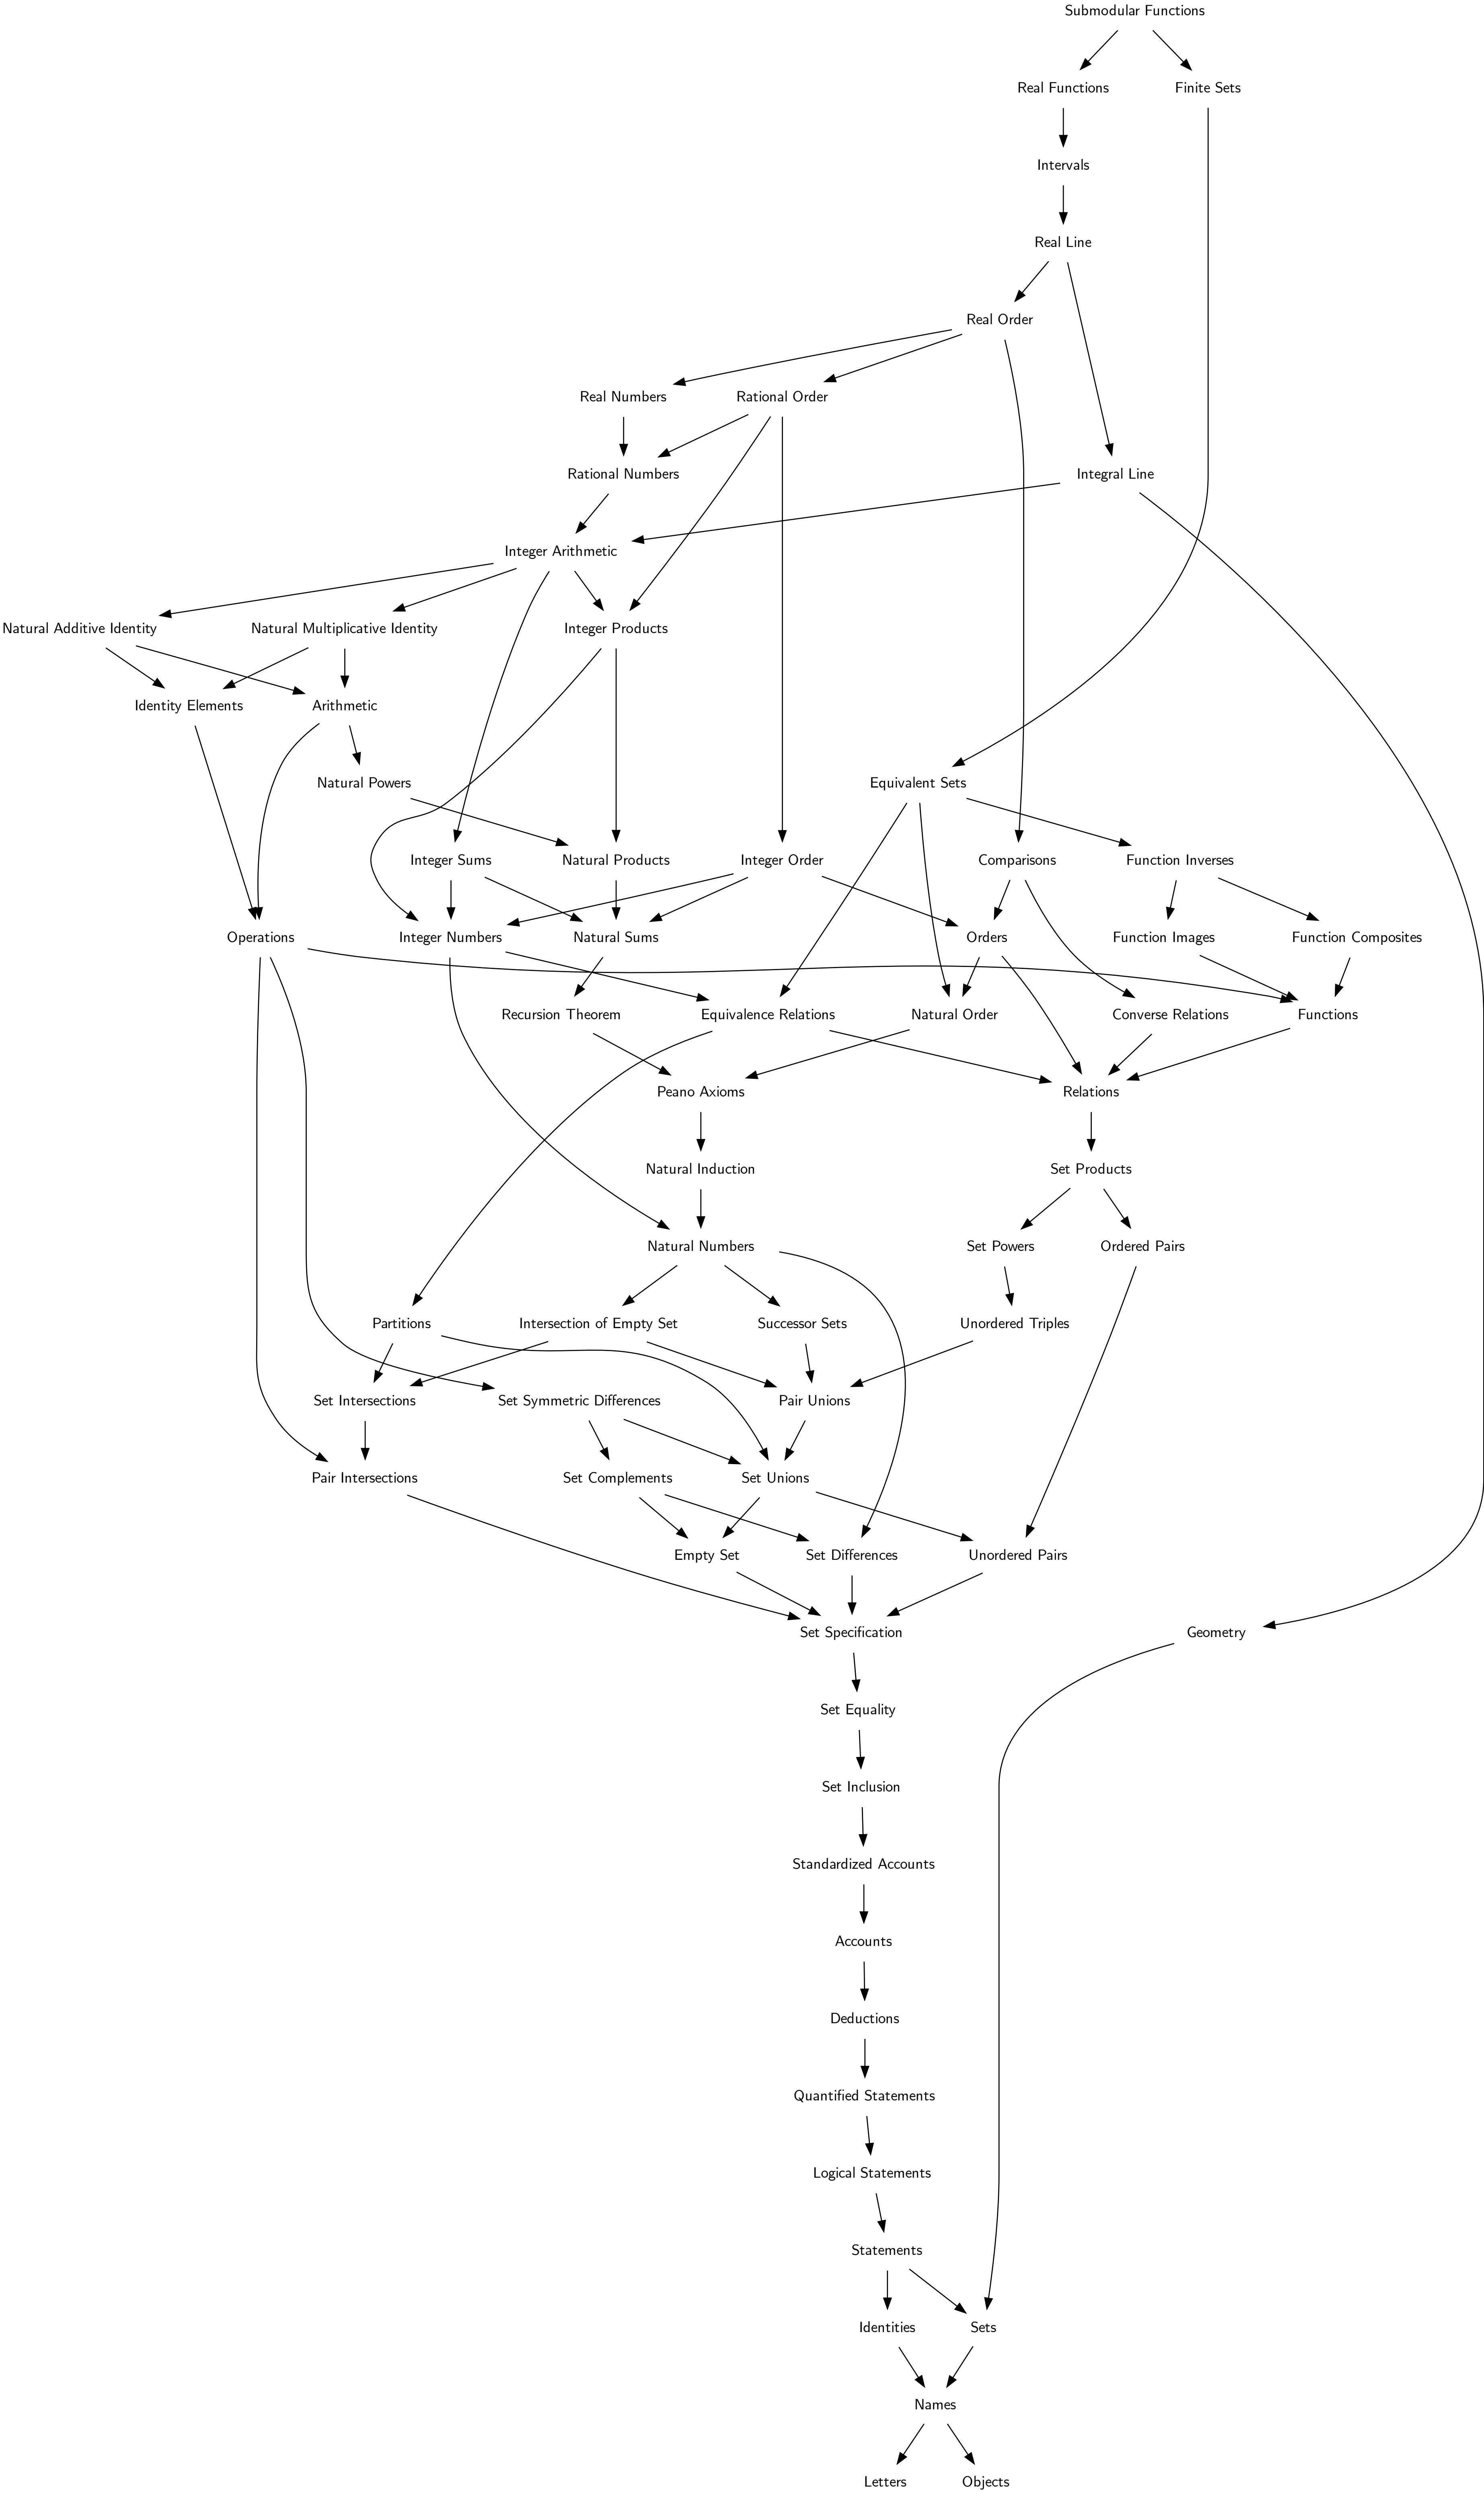 Submodular Functions
Real Functions
Finite Sets
Intervals
Real Line
Real Order
Real Numbers
Rational Order
Rational Numbers
Integral Line
Integer Arithmetic
Natural Additive Identity
Natural Multiplicative Identity
Integer Products
Identity Elements
Arithmetic
Natural Powers
Equivalent Sets
Integer Sums
Natural Products
Integer Order
Comparisons
Function Inverses
Operations
Integer Numbers
Natural Sums
Orders
Function Images
Function Composites
Recursion Theorem
Equivalence Relations
Natural Order
Converse Relations
Functions
Peano Axioms
Relations
Natural Induction
Set Products
Natural Numbers
Set Powers
Ordered Pairs
Partitions
Intersection of Empty Set
Successor Sets
Unordered Triples
Set Intersections
Set Symmetric Differences
Pair Unions
Pair Intersections
Set Complements
Set Unions
Empty Set
Set Differences
Unordered Pairs
Set Specification
Geometry
Set Equality
Set Inclusion
Standardized Accounts
Accounts
Deductions
Quantified Statements
Logical Statements
Statements
Identities
Sets
Names
Letters
Objects